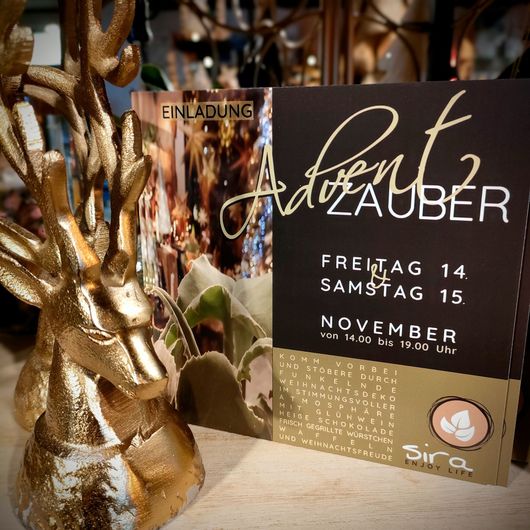 EINLADUNG
Advent
ZAUBER
FREITAG 14.
&
SAMSTAG 15.
NOVEMBER
von 14.00 bis 19.00 Uhr
KOMM VORBEI
UND STÖBERE DURCH
FUNKELNDE
WEIHNACHTSDEKO
IM STIMMUNGSVOLLER
ATMOSPHÄRE
MIT GLÜHWEIN
HEIßE SCHOKOLADE
FRISCH GEGRILLTE WÜRSTCHEN
WAFFELN
UND WEIHNACHTSFREUDE
sira
ENJOY LIFE